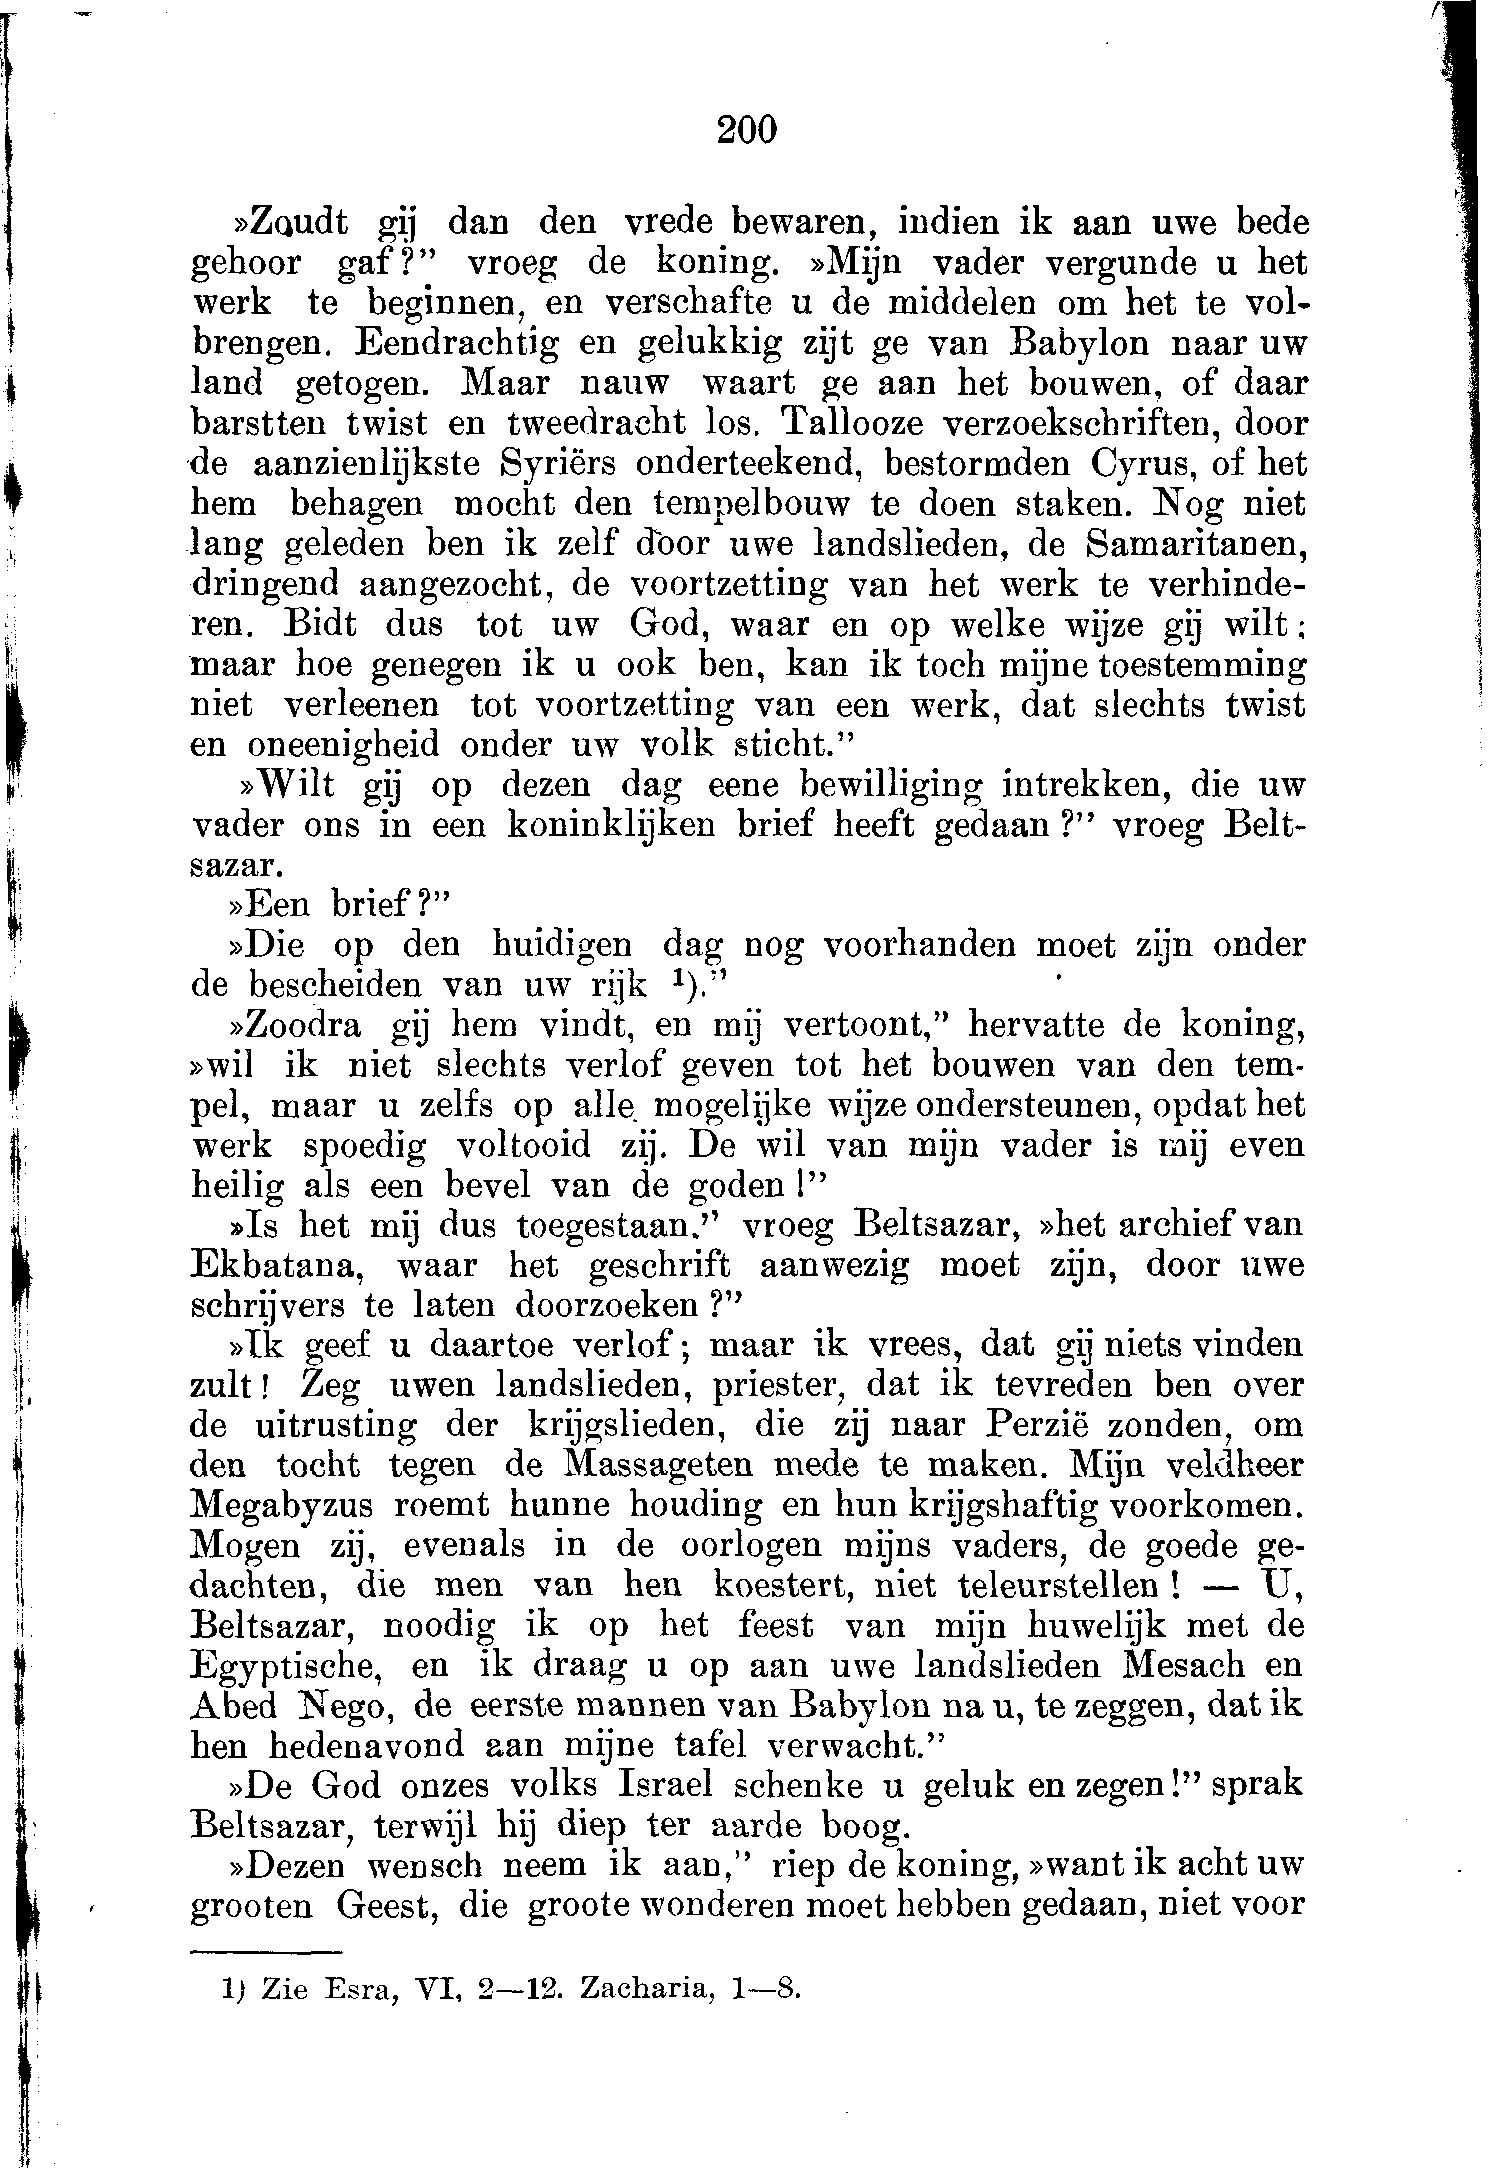 200
»Zoudt gij dan den vrede bewaren, indien ik aan uwe bede
gehoor gaf?” vroeg de koning. »Mijn vader vergunde u het
werk te beginnen, en verschafte u de middelen om het te vol-
brengen. Eendrachtig en gelukkig zijt ge van Babylon naar uw
land getogen. Maar nauw waart ge aan het bouwen, of daar
barstten twist en tweedracht los. Tallooze verzoekschriften, door
de aanzienlijkste Syriërs onderteekend, bestormden Cyrus, of het
hem behagen mocht den tempelbouw te doen staken. Nog niet
lang geleden ben ik zelf door uwe landslieden, de Samaritanen,
dringend aangezocht, de voortzetting van het werk te verhinde-
ren. Bidt dus tot uw God, waar en op welke wijze gij wilt;
maar hoe genegen ik u ook ben, kan ik toch mijne toestemming
niet verleenen tot voortzetting van een werk, dat slechts twist
en oneenigheid onder uw volk sticht.”
»Wilt gij op dezen dag eene bewilliging intrekken, die uw
vader ons in een koninklijken brief heeft gedaan?” vroeg Belt-
sazar.
»Een brief?”
»Die op den huidigen dag nog voorhanden moet zijn onder
de bescheiden van uw rijk ¹).”
»Zoodra gij hem vindt, en mij vertoont,” hervatte de koning,
»wil ik niet slechts verlof geven tot het bouwen van den tem-
pel, maar u zelfs op alle mogelijke wijze ondersteunen, opdat het
werk spoedig voltooid zij. De wil van mijn vader is mij even
heilig als een bevel van de goden!”
»Is het mij dus toegestaan.” vroeg Beltsazar, »het archief van
Ekbatana, waar het geschrift aanwezig moet zijn, door uwe
schrijvers te laten doorzoeken?”
»Ik geef u daartoe verlof; maar ik vrees, dat gij niets vinden
zult! Zeg uwen landslieden, priester, dat ik tevreden ben over
de uitrusting der krijgslieden, die zij naar Perzië zonden, om
den tocht tegen de Massageten mede te maken. Mijn veldheer
Megabyzus roemt hunne houding en hun krijgshaftig voorkomen.
Mogen zij, evenals in de oorlogen mijns vaders, de goede ge-
dachten, die men van hen koestert, niet teleurstellen! — U,
Beltsazar, noodig ik op het feest van mijn huwelijk met de
Egyptische, en ik draag u op aan uwe landslieden Mesach en
Abed Nego, de eerste mannen van Babylon na u, te zeggen, dat ik
hen hedenavond aan mijne tafel verwacht.”
»De God onzes volks Israel schenke u geluk en zegen!” sprak
Beltsazar, terwijl hij diep ter aarde boog.
»Dezen wensch neem ik aan,” riep de koning, »want ik acht uw
grooten Geest, die groote wonderen moet hebben gedaan, niet voor
1) Zie Esra, VI, 2—12. Zacharia, 1—8.